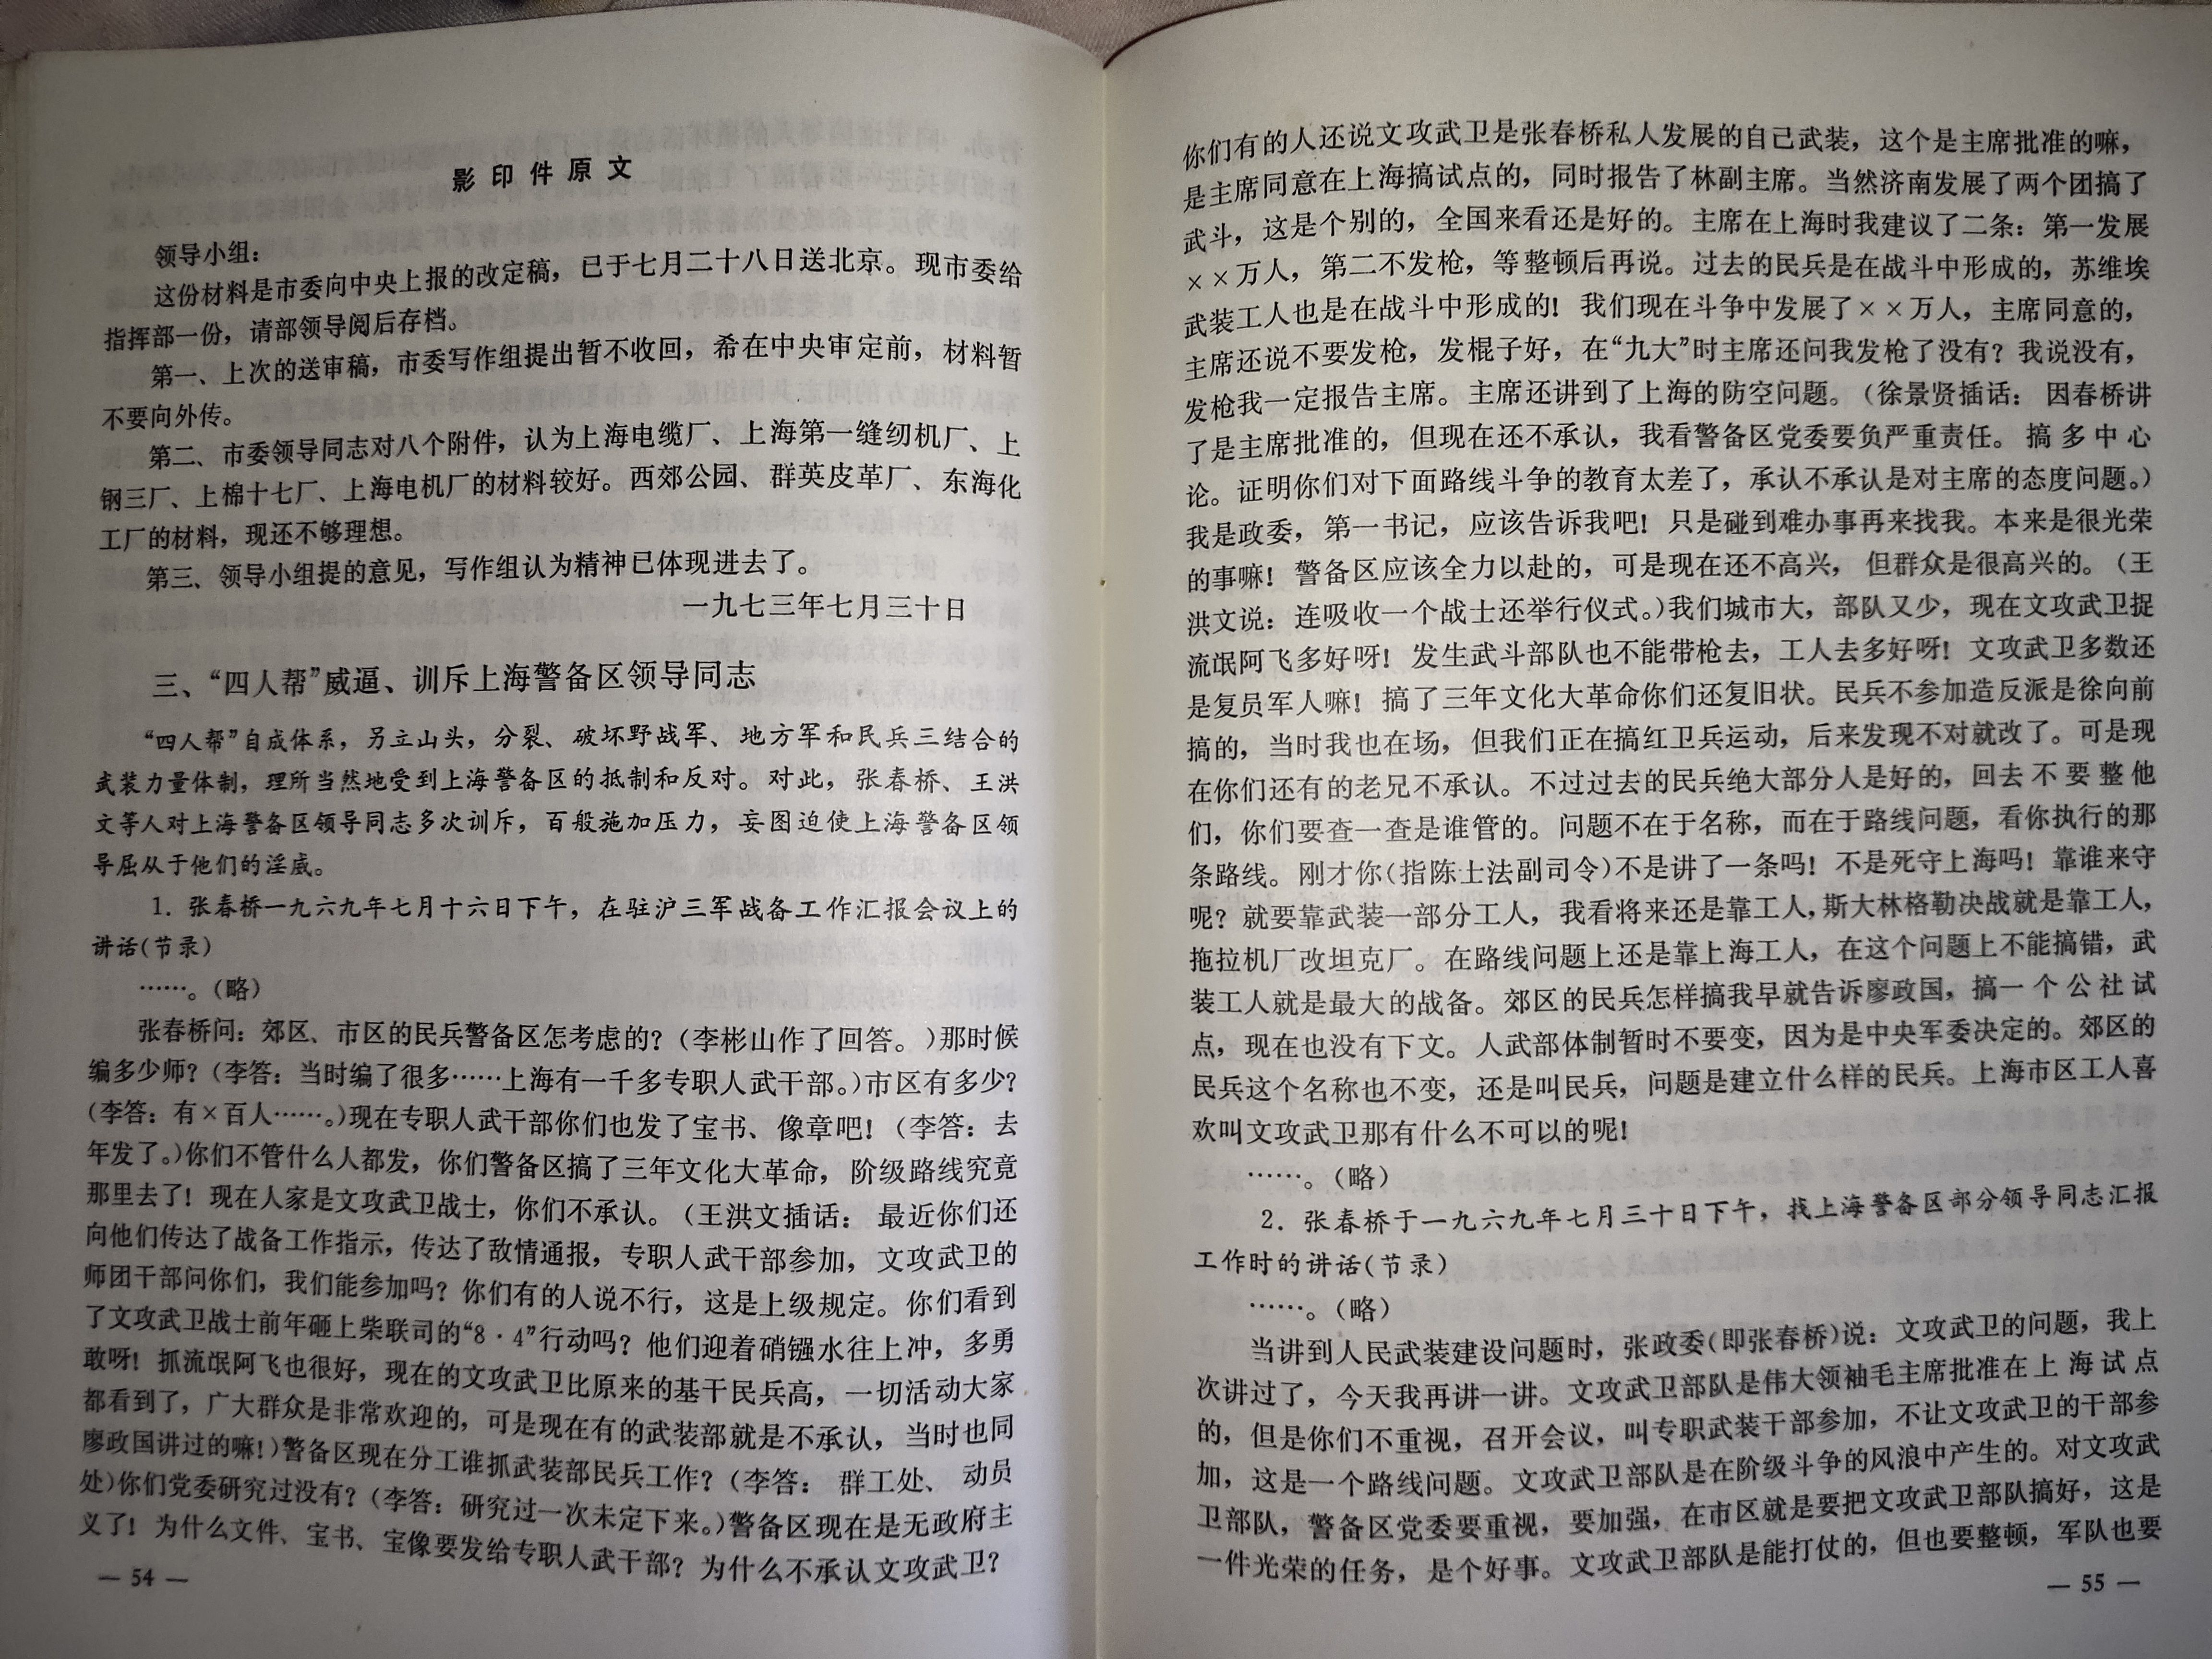 影印件原文
领导小组：
这份材料是市委向中央上报的改定稿，已于七月二十八日送北京。现市委给
指挥部一份，请部领导阅后存档。
第一、上次的送审稿，市委写作组提出暂不收回，希在中央审定前，材料暂
不要向外传。
第二、市委领导同志对八个附件，认为上海电缆厂、上海第一缝纫机厂、上
钢三厂、上棉十七厂、上海电机厂的材料较好。西郊公园、群英皮革厂、东海化
工厂的材料，现还不够理想。
第三、领导小组提的意见，写作组认为精神已体现进去了。
一九七三年七月三十日
三、“四人帮”威逼、训斥上海警备区领导同志
“四人帮”自成体系，另立山头，分裂、破坏野战军、地方军和民兵三结合的
武装力量体制，理所当然地受到上海警备区的抵制和反对。对此，张春桥、王洪
文等人对上海警备区领导同志多次训斥，百般施加压力，妄图迫使上海警备区领
导屈从于他们的淫威。
1．张春桥一九六九年七月十六日下午，在驻沪三军战备工作汇报会议上的
讲话(节录)
……。（略）
张春桥问：郊区、市区的民兵警备区怎考虑的？（李彬山作了回答。）那时候
编多少师？（李答：当时编了很多……上海有一千多专职人武干部。）市区有多少？
（李答：有×百人……。）现在专职人武干部你们也发了宝书、像章吧！（李答：去
年发了。）你们不管什么人都发，你们警备区搞了三年文化大革命，阶级路线究竟
那里去了！现在人家是文攻武卫战士，你们不承认。（王洪文插话：最近你们还
向他们传达了战备工作指示，传达了敌情通报，专职人武干部参加，文攻武卫的
师团干部问你们，我们能参加吗？你们有的人说不行，这是上级规定。你们看到
了文攻武卫战士前年砸上柴联司的“8·4”行动吗？他们迎着硝镪水往上冲，多勇
敢呀！抓流氓阿飞也很好，现在的文攻武卫比原来的基干民兵高，一切活动大家
都看到了，广大群众是非常欢迎的，可是现在有的武装部就是不承认，当时也同
廖政国讲过的嘛！）警备区现在分工谁抓武装部民兵工作？（李答：群工处、动员
处）你们党委研究过没有？（李答：研究过一次未定下来。）警备区现在是无政府主
义了！为什么文件、宝书、宝像要发给专职人武干部？为什么不承认文攻武卫？
— 54 —
你们有的人还说文攻武卫是张春桥私人发展的自己武装，这个是主席批准的嘛，
是主席同意在上海搞试点的，同时报告了林副主席。当然济南发展了两个团搞了
武斗，这是个别的，全国来看还是好的。主席在上海时我建议了二条：第一发展
××万人，第二不发枪，等整顿后再说。过去的民兵是在战斗中形成的，苏维埃
武装工人也是在战斗中形成的！我们现在斗争中发展了××万人，主席同意的，
主席还说不要发枪，发棍子好，在“九大”时主席还问我发枪了没有？我说没有，
发枪我一定报告主席。主席还讲到了上海的防空问题。（徐景贤插话：因春桥讲
了是主席批准的，但现在还不承认，我看警备区党委要负严重责任。搞多中心
论。证明你们对下面路线斗争的教育太差了，承认不承认是对主席的态度问题。）
我是政委，第一书记，应该告诉我吧！只是碰到难办事再来找我。本来是很光荣
的事嘛！警备区应该全力以赴的，可是现在还不高兴，但群众是很高兴的。（王
洪文说：连吸收一个战士还举行仪式。）我们城市大，部队又少，现在文攻武卫捉
流氓阿飞多好呀！发生武斗部队也不能带枪去，工人去多好呀！文攻武卫多数还
是复员军人嘛！搞了三年文化大革命你们还复旧状。民兵不参加造反派是徐向前
搞的，当时我也在场，但我们正在搞红卫兵运动，后来发现不对就改了。可是现
在你们还有的老兄不承认。不过过去的民兵绝大部分人是好的，回去不要整他
们，你们要查一查是谁管的。问题不在于名称，而在于路线问题，看你执行的那
条路线。刚才你（指陈士法副司令）不是讲了一条吗！不是死守上海吗！靠谁来守
呢？就要靠武装一部分工人，我看将来还是靠工人，斯大林格勒决战就是靠工人，
拖拉机厂改坦克厂。在路线问题上还是靠上海工人，在这个问题上不能搞错，武
装工人就是最大的战备。郊区的民兵怎样搞我早就告诉廖政国，搞一个公社试
点，现在也没有下文。人武部体制暂时不要变，因为是中央军委决定的。郊区的
民兵这个名称也不变，还是叫民兵，问题是建立什么样的民兵。上海市区工人喜
欢叫文攻武卫那有什么不可以的呢！
……。（略）
2．张春桥于一九六九年七月三十日下午，找上海警备区部分领导同志汇报
工作时的讲话(节录)
……。（略）
当讲到人民武装建设问题时，张政委（即张春桥）说：文攻武卫的问题，我上
次讲过了，今天我再讲一讲。文攻武卫部队是伟大领袖毛主席批准在上海试点
的，但是你们不重视，召开会议，叫专职武装干部参加，不让文攻武卫的干部参
加，这是一个路线问题。文攻武卫部队是在阶级斗争的风浪中产生的。对文攻武
卫部队，警备区党委要重视，要加强，在市区就是要把文攻武卫部队搞好，这是
一件光荣的任务，是个好事。文攻武卫部队是能打仗的，但也要整顿，军队也要
— 55 —